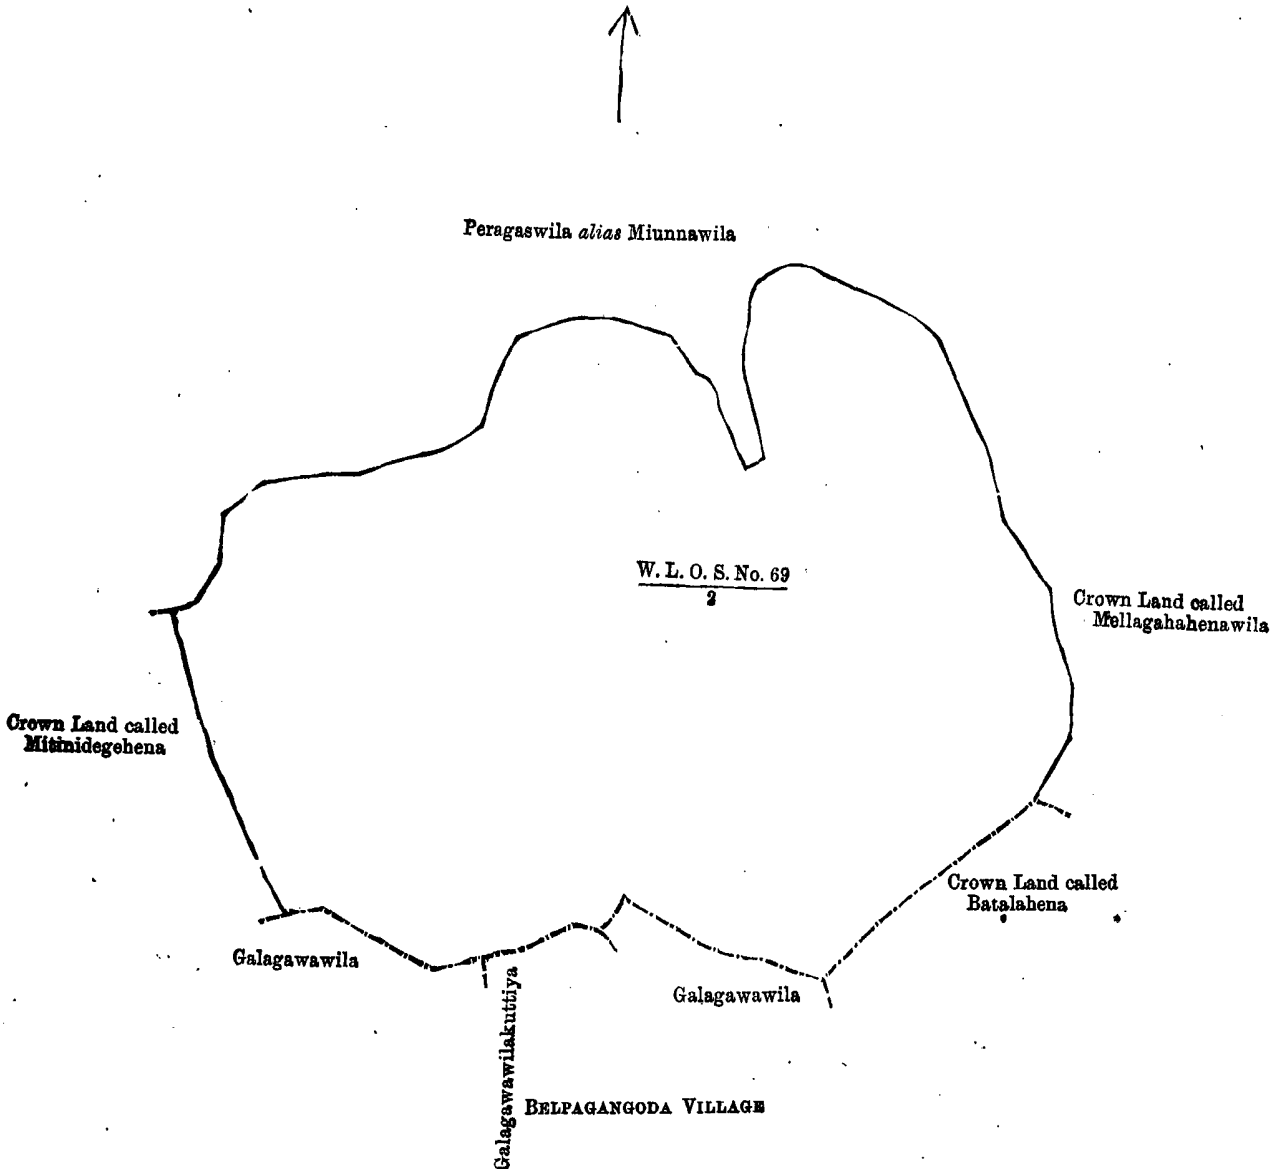 Peragaswila alias Miunnawila
W. L. O. S. No. 69
2
Crown Land called
Mellagahahenawila
Crown Land called
Mitinidegehena
Crown Land called
Batalahena
Galagawawila
Galagawawila
Galagawawilakuttiya
BELPAGANGODA VILLAGE